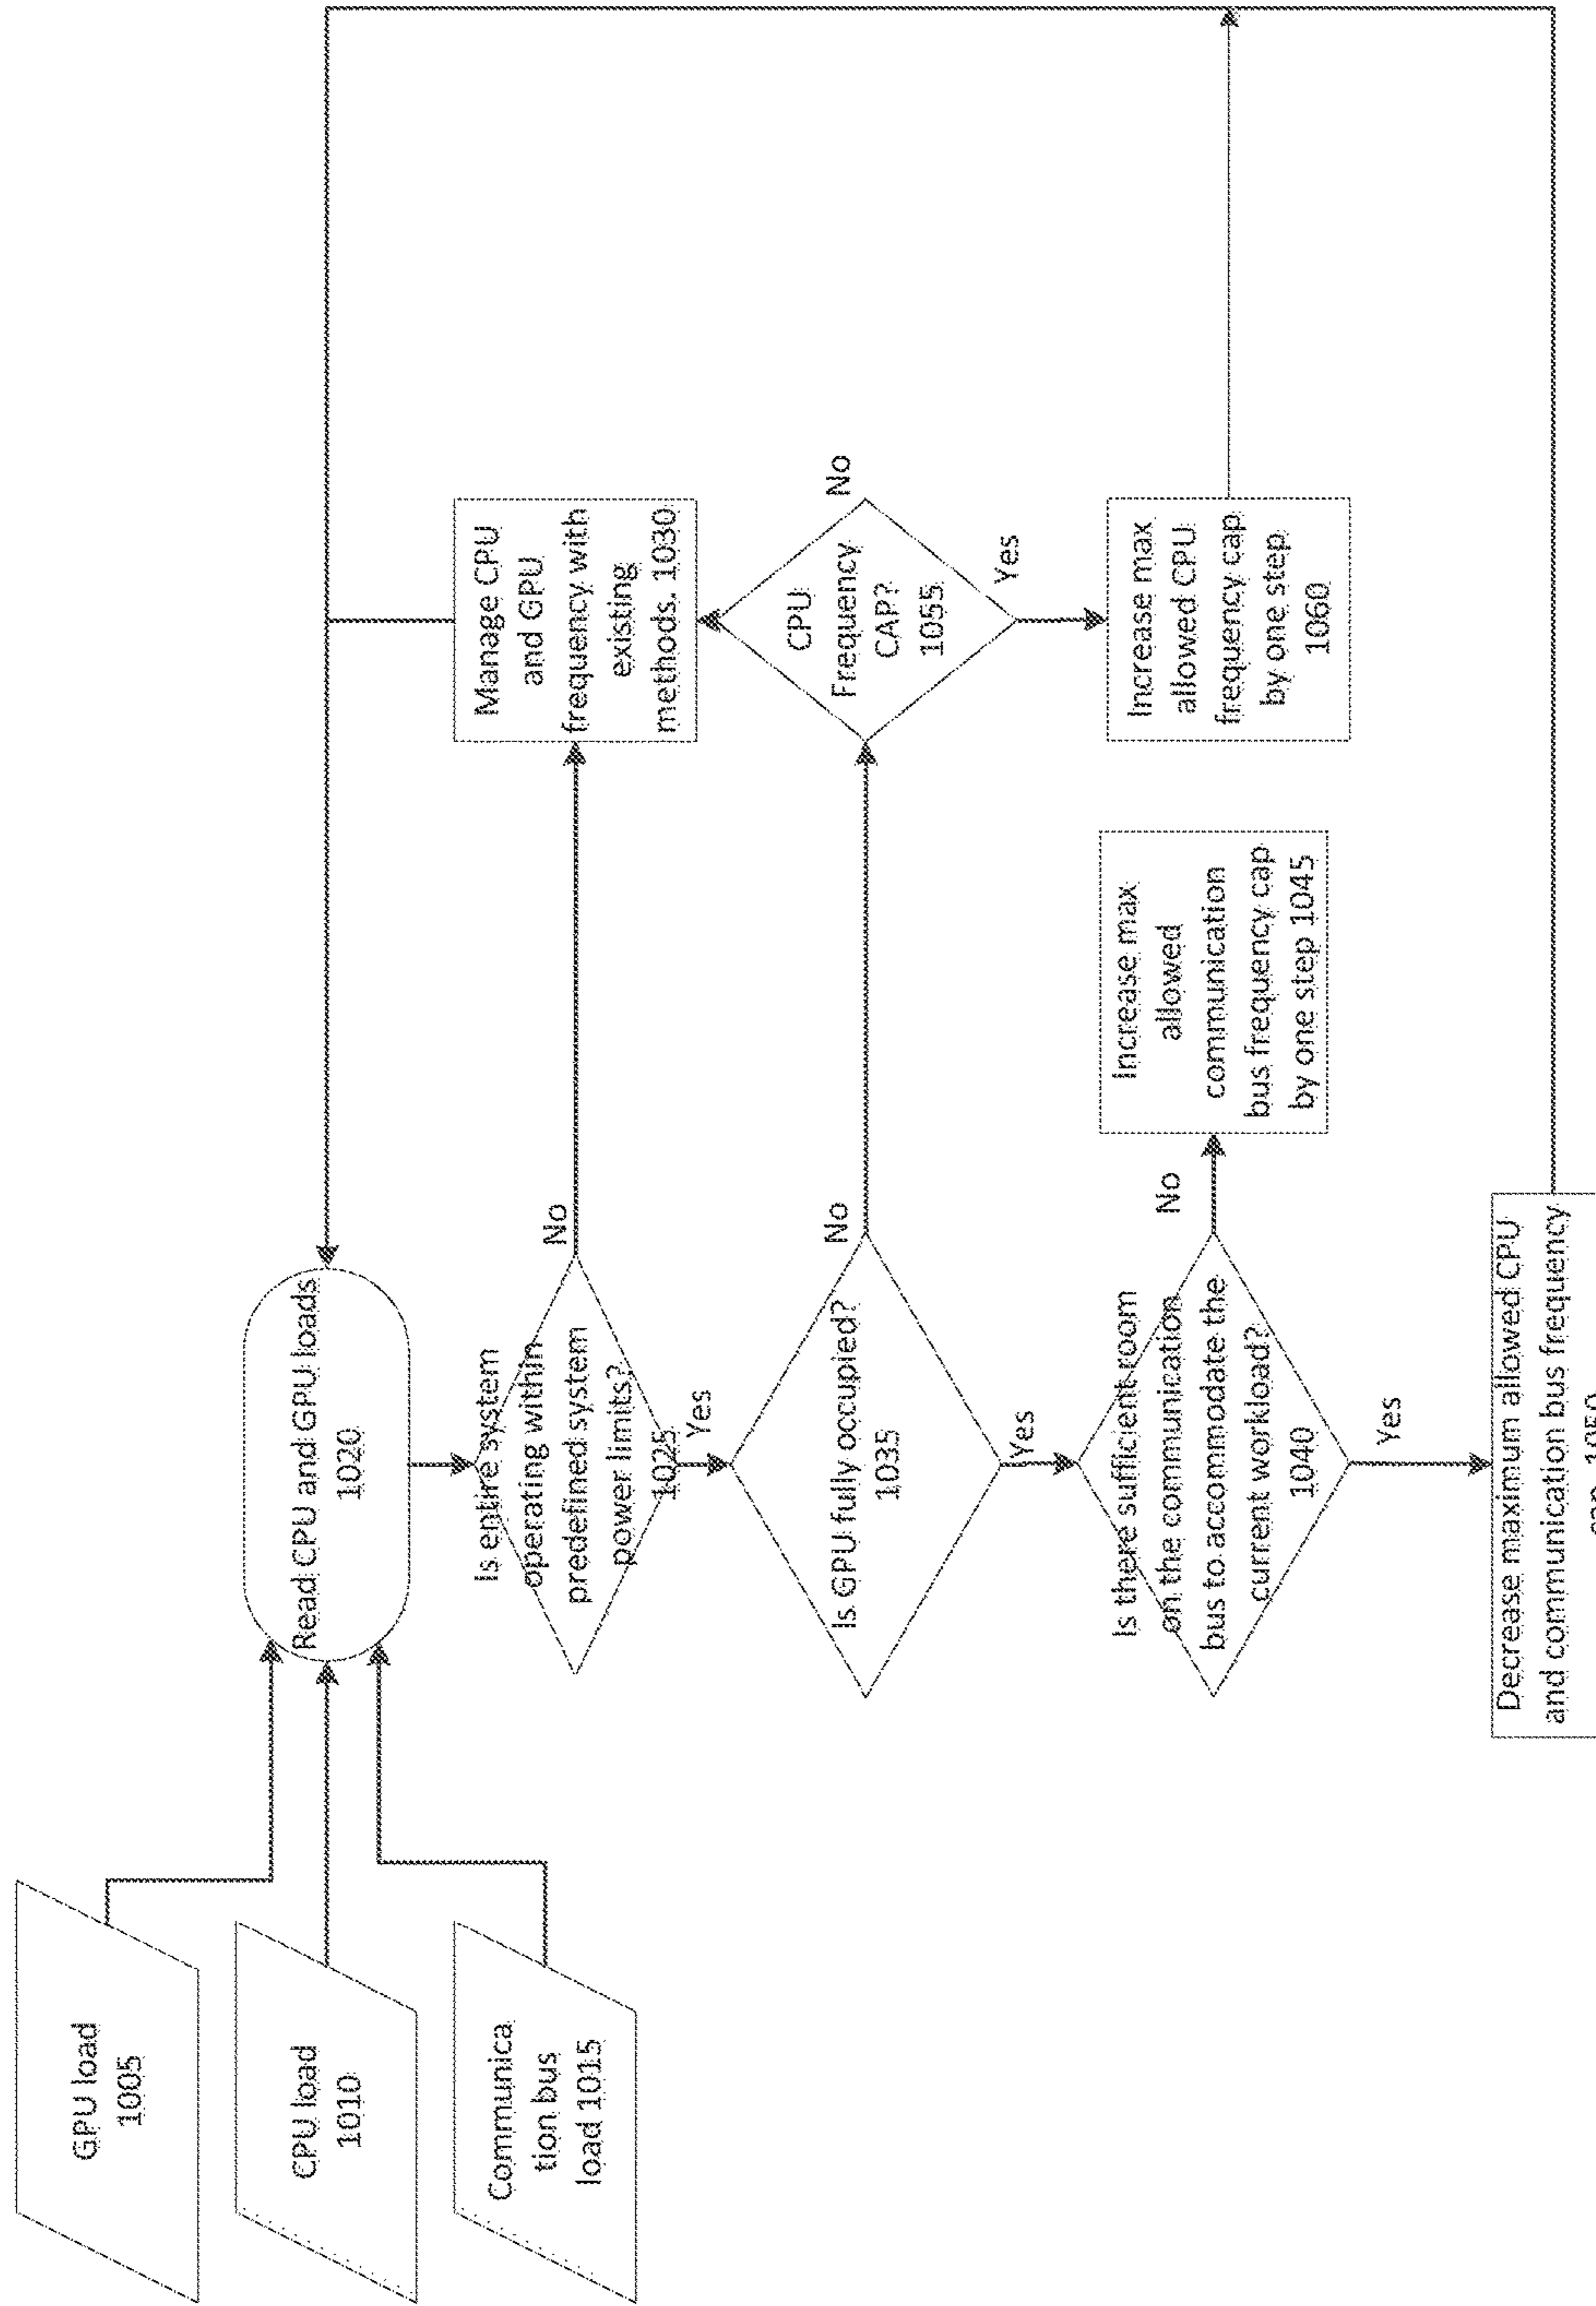 GPU load
1005
CPU load
1010
Communica
tion bus
load 1015
Read CPU and GPU loads
1020
Is entire system
operating within
predefined system
power limits?
1025
No
Yes
Manage CPU
and GPU
frequency with
existing
methods. 1030
Is GPU fully occupied?
1035
No
Yes
CPU
Frequency
CAP?
1055
No
Yes
Is there sufficient room
on the communication
bus to accommodate the
current workload?
1040
No
Yes
Increase max
allowed
communication
bus frequency cap
by one step 1045
Increase max
allowed CPU
frequency cap
by one step
1060
Decrease maximum allowed CPU
and communication bus frequency
cap 1050